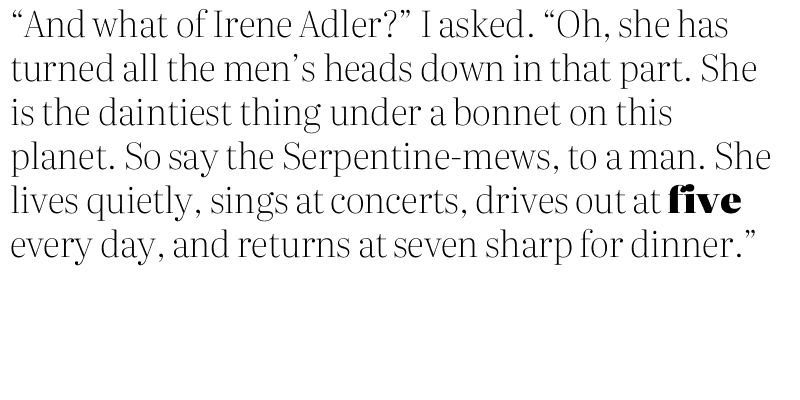 “And what of Irene Adler?” I asked. “Oh, she has
turned all the men’s heads down in that part. She
is the daintiest thing under a bonnet on this
planet. So say the Serpentine-mews, to a man. She
lives quietly, sings at concerts, drives out at five
every day, and returns at seven sharp for dinner.”